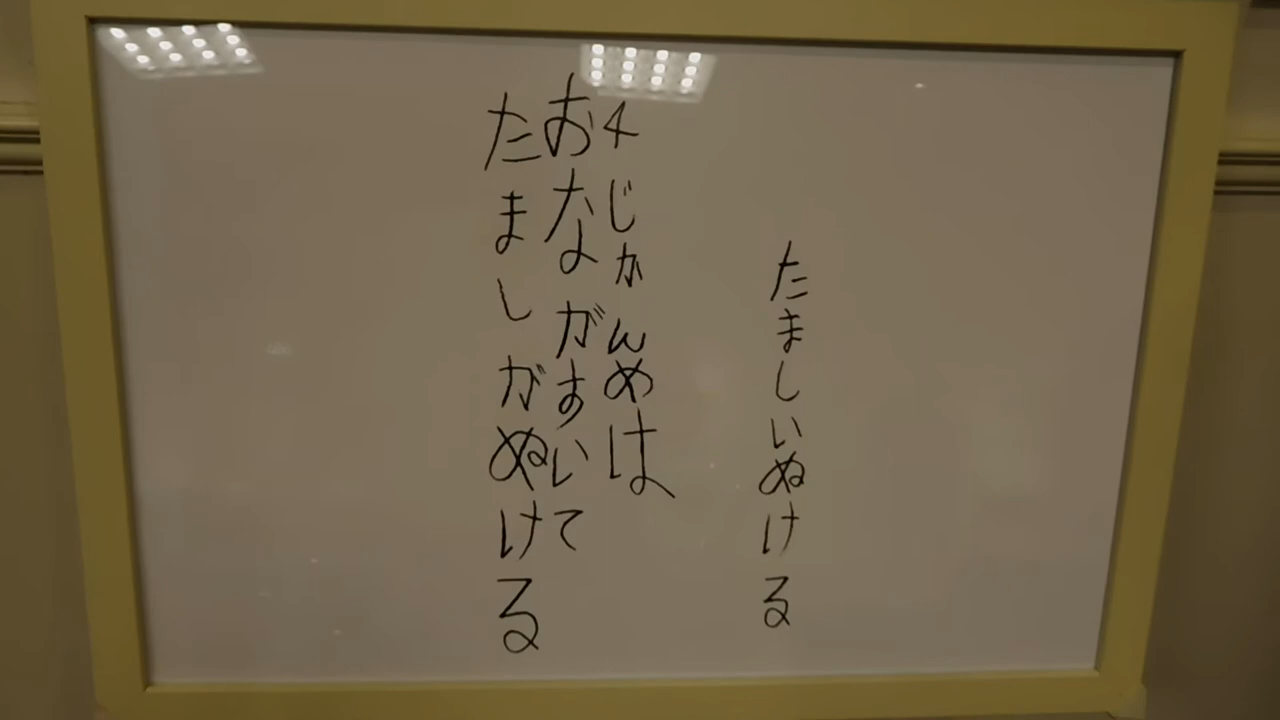 たましいぬける
4じかんめは
おなががすいて
たましがぬける